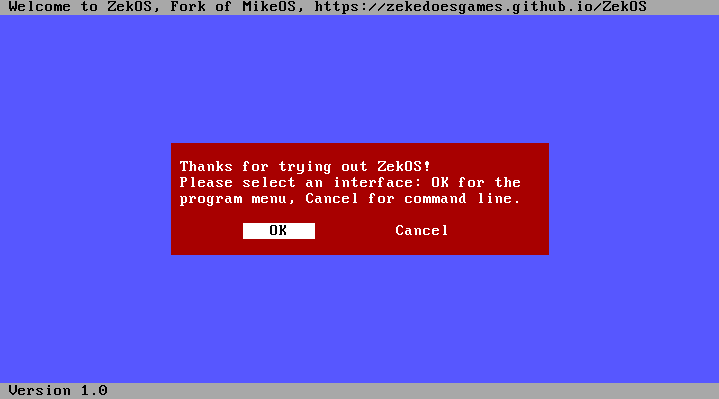 Welcome to ZekOS, Fork of MikeOS, https://zekedoesgames.github.io/ZekOS
Thanks for trying out ZekOS!
Please select an interface: OK for the
program menu, Cancel for command line.
OK Cancel
Version 1.0